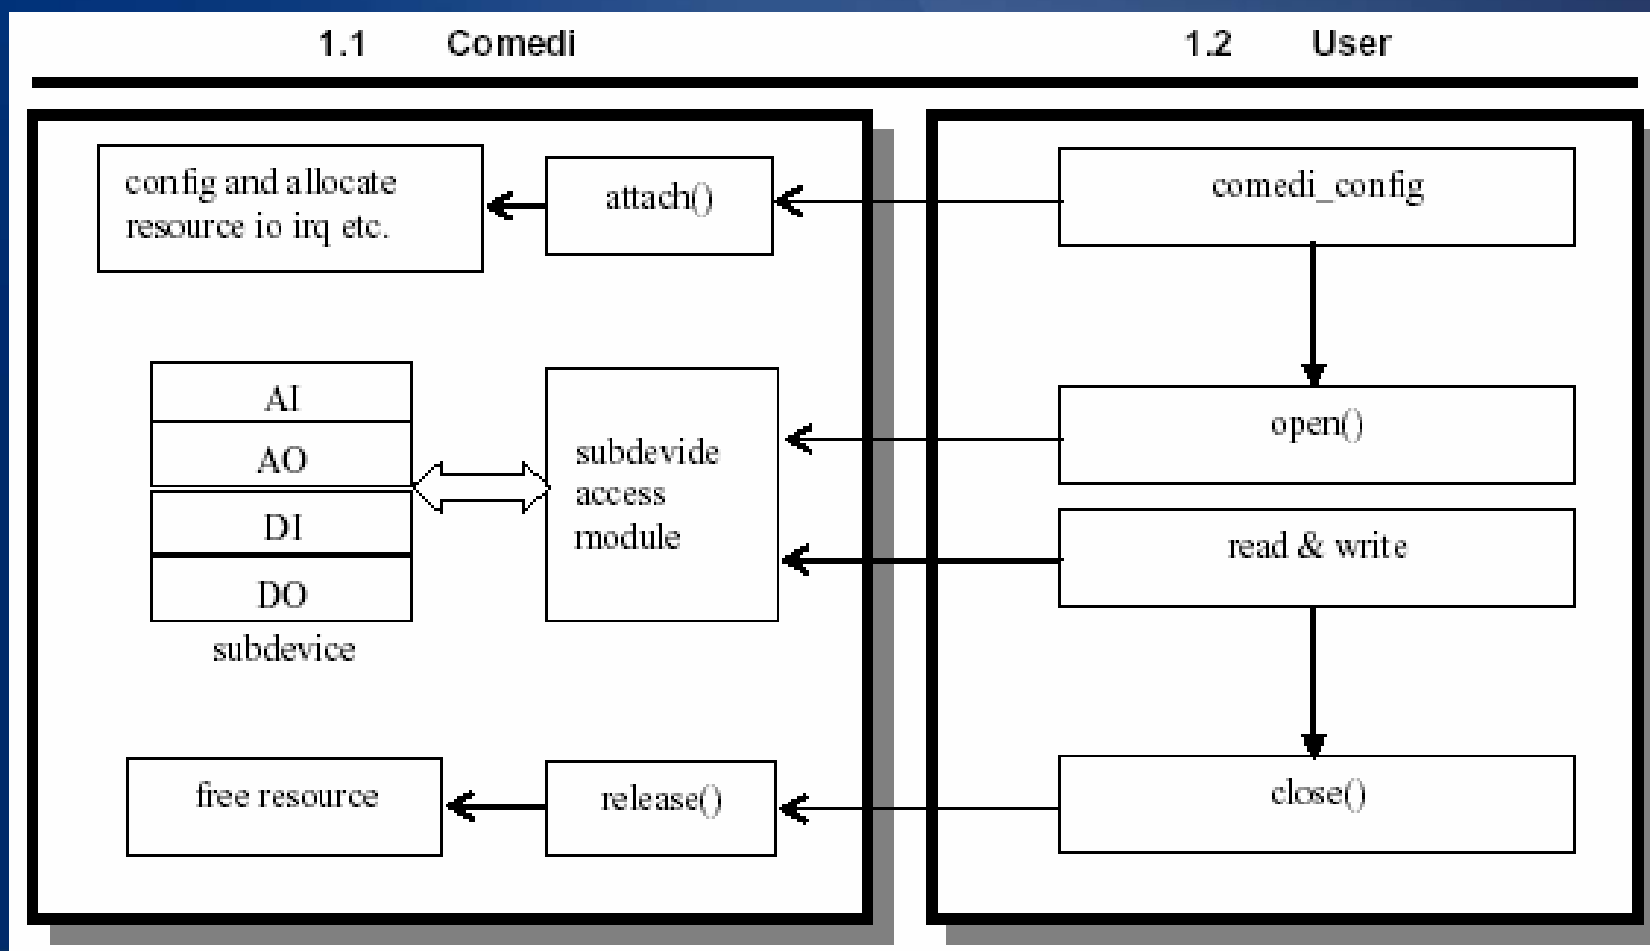 1.1 Comedi
1.2 User
config and allocate
resource io irq etc.
attach()
comedi_config
AI
AO
DI
DO
subdevice
subdevide
access
module
open()
read & write
free resource
release()
close()